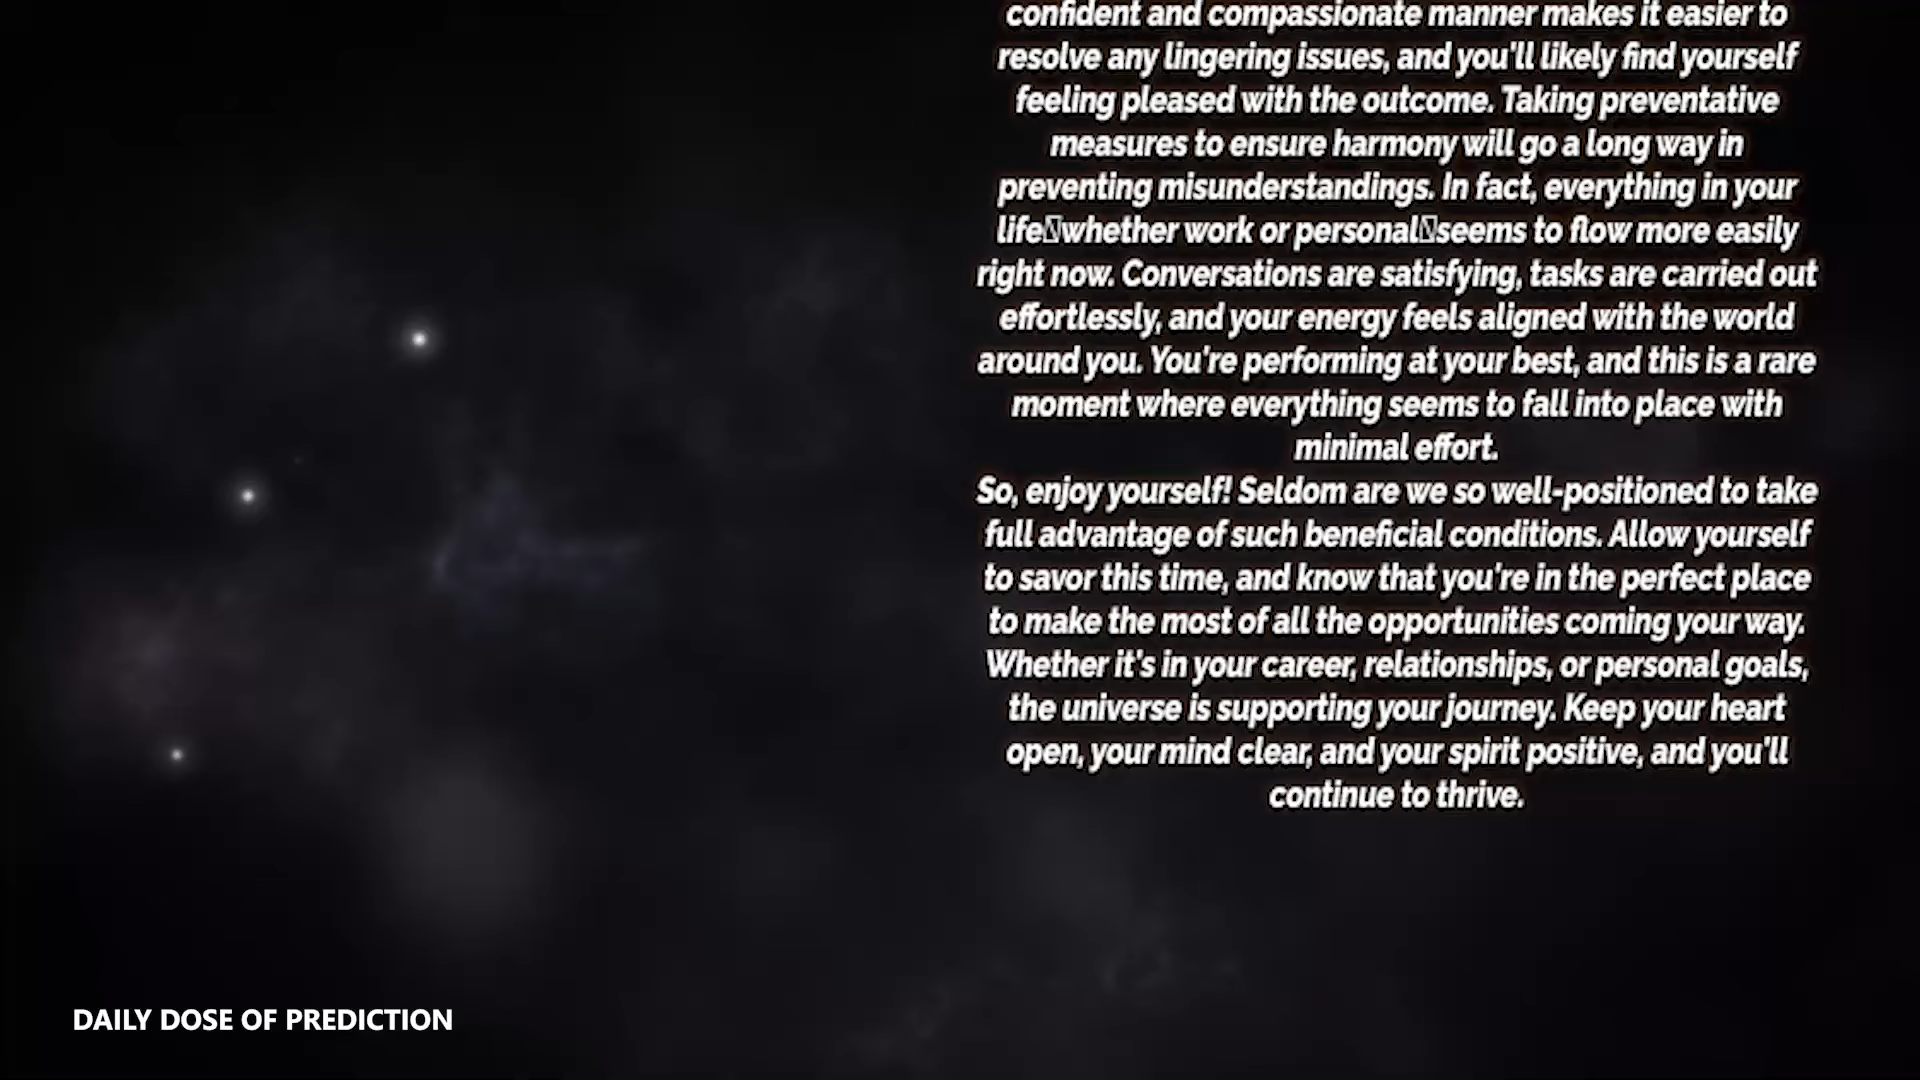 confident and compassionate manner makes it easier to
resolve any lingering issues, and you'll likely find yourself
feeling pleased with the outcome. Taking preventative
measures to ensure harmony will go a long way in
preventing misunderstandings. In fact, everything in your
life▯whether work or personal▯seems to flow more easily
right now. Conversations are satisfying, tasks are carried out
effortlessly, and your energy feels aligned with the world
around you. You're performing at your best, and this is a rare
moment where everything seems to fall into place with
minimal effort.
So, enjoy yourself! Seldom are we so well-positioned to take
full advantage of such beneficial conditions. Allow yourself
to savor this time, and know that you're in the perfect place
to make the most of all the opportunities coming your way.
Whether it's in your career, relationships, or personal goals,
the universe is supporting your journey. Keep your heart
open, your mind clear, and your spirit positive, and you'll
continue to thrive.
DAILY DOSE OF PREDICTION